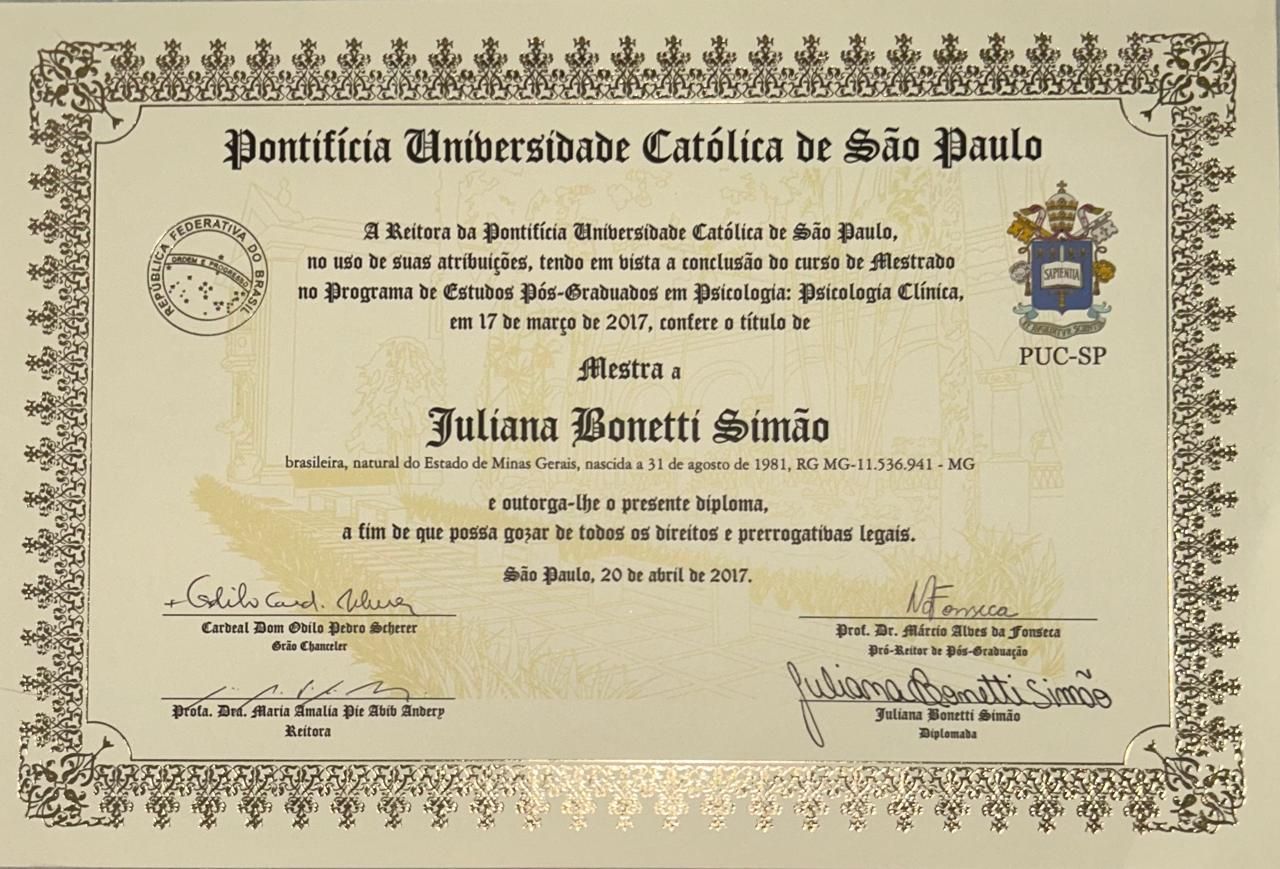 Pontifícia Universidade Católica de São Paulo
REPÚBLICA FEDERATIVA DO BRASIL
ORDEM E PROGRESSO
A Reitora da Pontifícia Universidade Católica de São Paulo,
no uso de suas atribuições, tendo em vista a conclusão do curso de Mestrado
no Programa de Estudos Pós-Graduados em Psicologia: Psicologia Clínica,
em 17 de março de 2017, confere o título de
SAPIENTIA
PUC-SP
Mestra a
Juliana Bonetti Simão
brasileira, natural do Estado de Minas Gerais, nascida a 31 de agosto de 1981, RG MG-11.536.941 - MG
e outorga-lhe o presente diploma,
a fim de que possa gozar de todos os direitos e prerrogativas legais.
São Paulo, 20 de abril de 2017.
Cardeal Dom Odilo Pedro Scherer
Grão Chanceler
Prof. Dr. Márcio Alves da Fonseca
Pró-Reitor de Pós-Graduação
Profa. Dra. Maria Amalia Pie Abib Andery
Reitora
Juliana Bonetti Simão
Juliana Bonetti Simão
Diplomada